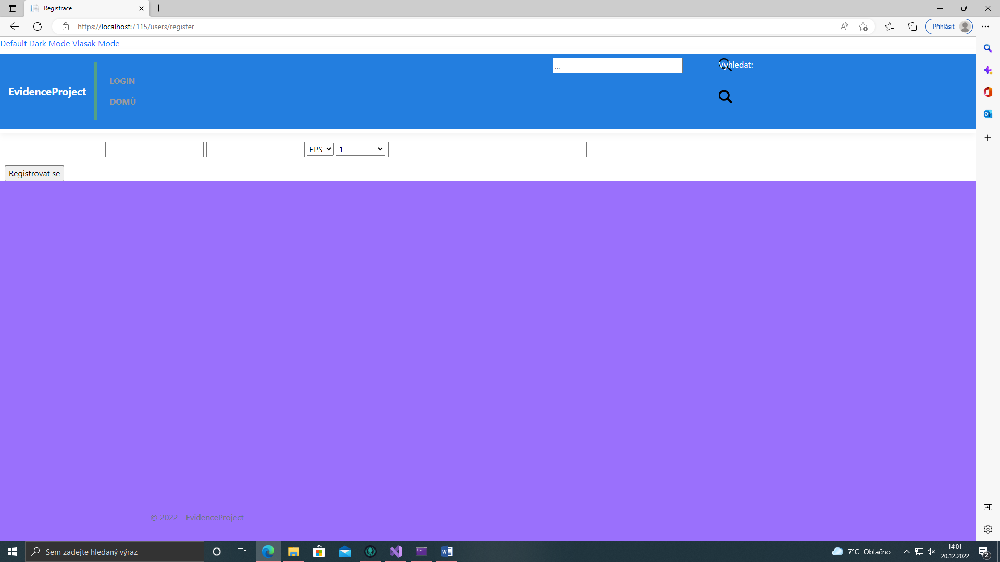 Registrace
https://localhost:7115/users/register
Přihlásit
Default Dark Mode Vlasak Mode
...
Vyhledat:
LOGIN
EvidenceProject
DOMŮ
EPS 1
Registrovat se
© 2022 - EvidenceProject
Sem zadejte hledaný výraz
7°C Oblačno
14:01
20.12.2022
2